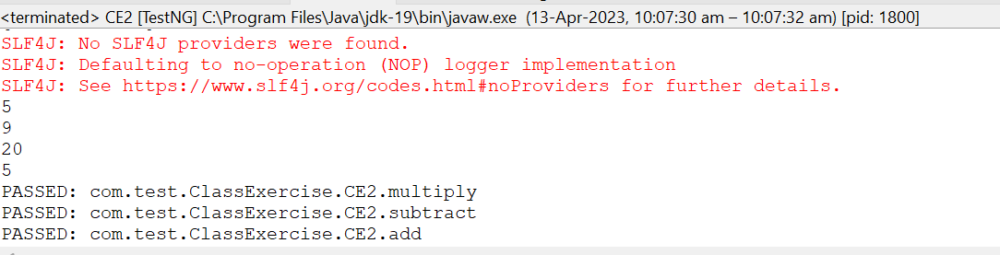 <terminated> CE2 [TestNG] C:\Program Files\Java\jdk-19\bin\javaw.exe (13-Apr-2023, 10:07:30 am – 10:07:32 am) [pid: 1800]
SLF4J: No SLF4J providers were found.
SLF4J: Defaulting to no-operation (NOP) logger implementation
SLF4J: See https://www.slf4j.org/codes.html#noProviders for further details.
5
9
20
5
PASSED: com.test.ClassExercise.CE2.multiply
PASSED: com.test.ClassExercise.CE2.subtract
PASSED: com.test.ClassExercise.CE2.add